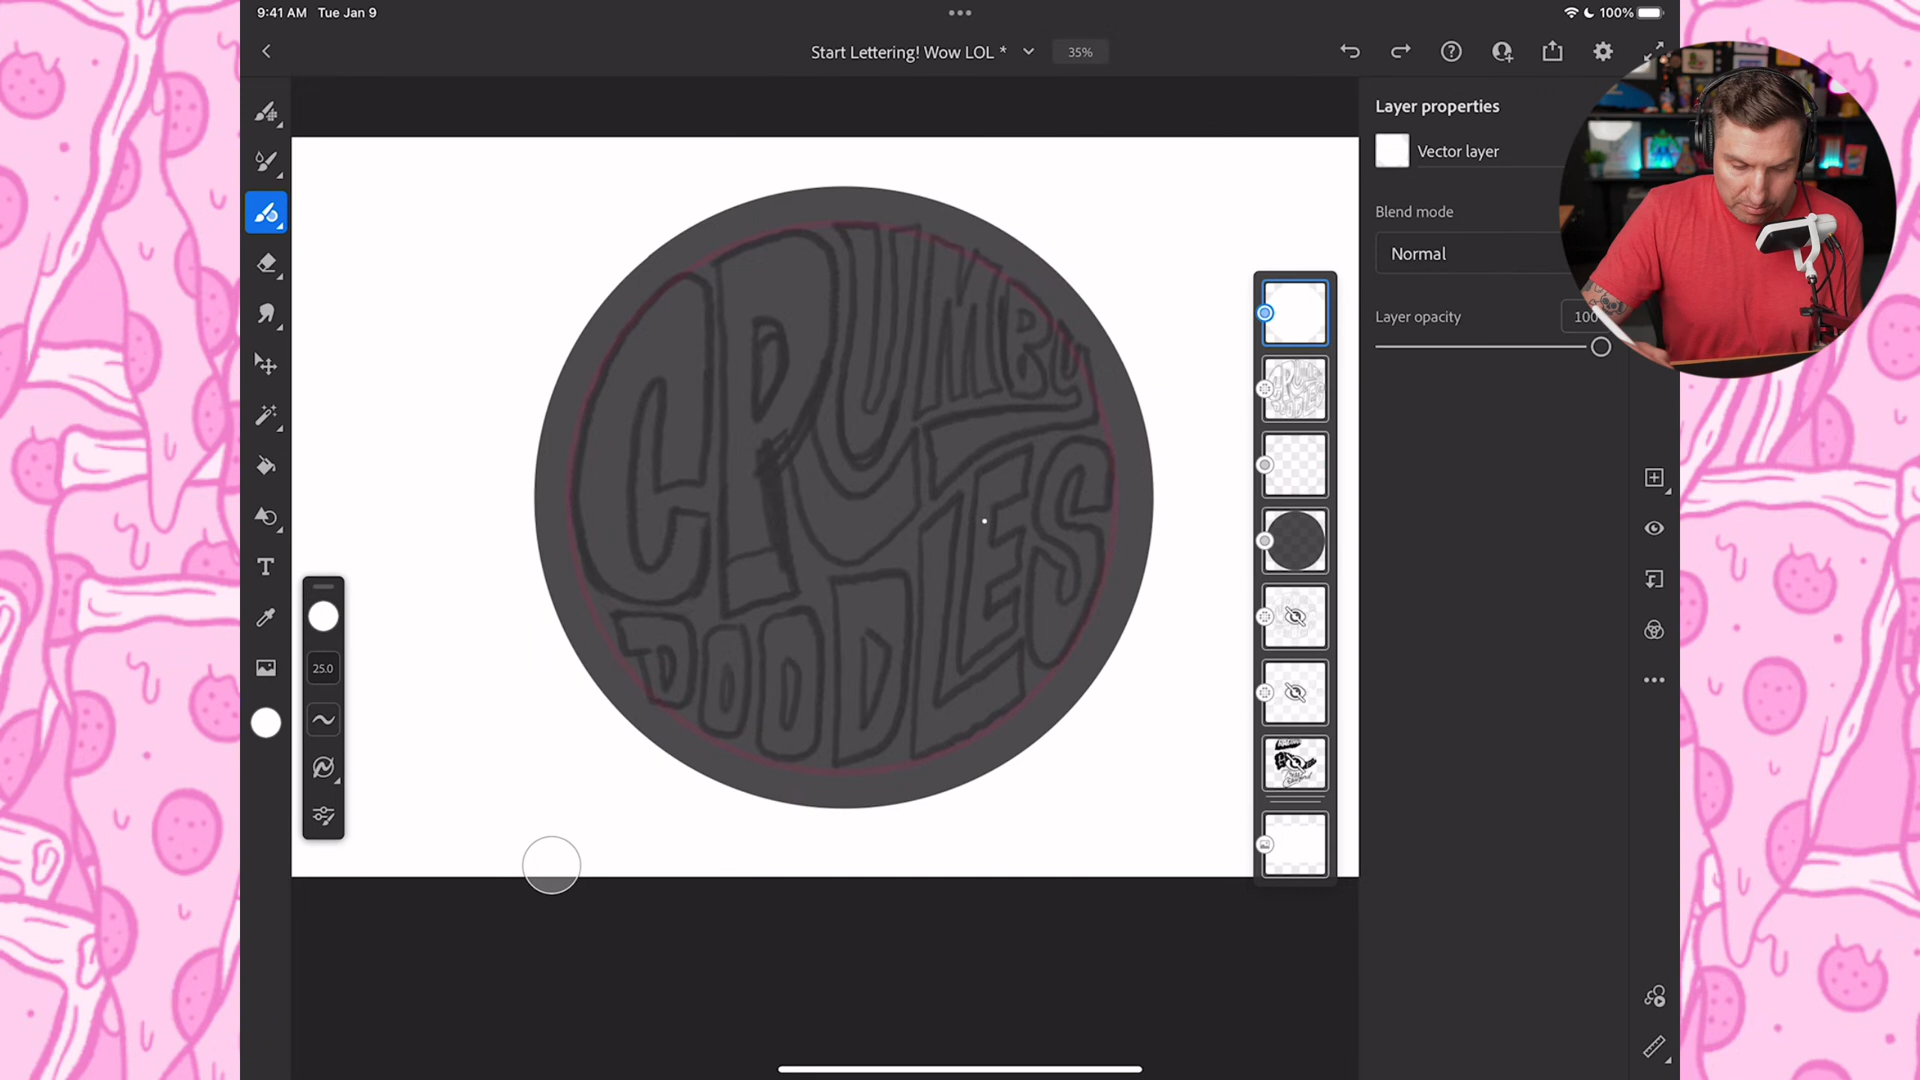 9:41 AM Tue Jan 9
100%
Start Lettering! Wow LOL *
35%
Layer properties
Vector layer
Blend mode
Normal
Layer opacity
100
25.0
T
CRUMBY
DOODLES